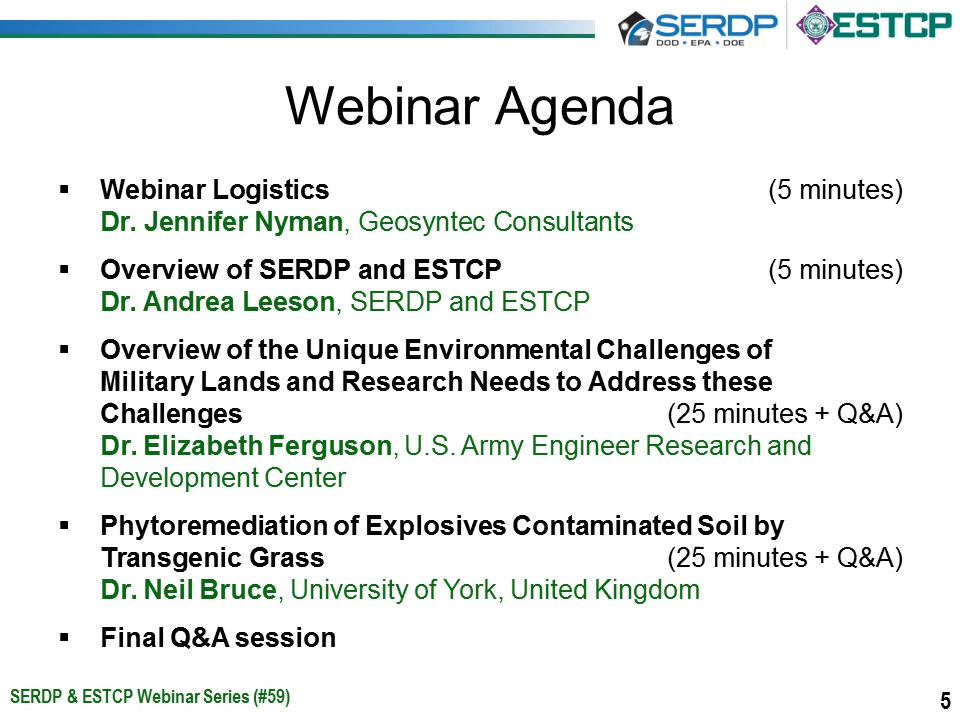 SERDP
DOD • EPA • DOE
ESTCP
Webinar Agenda
▪ Webinar Logistics (5 minutes)
Dr. Jennifer Nyman, Geosyntec Consultants
▪ Overview of SERDP and ESTCP (5 minutes)
Dr. Andrea Leeson, SERDP and ESTCP
▪ Overview of the Unique Environmental Challenges of
Military Lands and Research Needs to Address these
Challenges (25 minutes + Q&A)
Dr. Elizabeth Ferguson, U.S. Army Engineer Research and
Development Center
▪ Phytoremediation of Explosives Contaminated Soil by
Transgenic Grass (25 minutes + Q&A)
Dr. Neil Bruce, University of York, United Kingdom
▪ Final Q&A session
SERDP & ESTCP Webinar Series (#59)
5